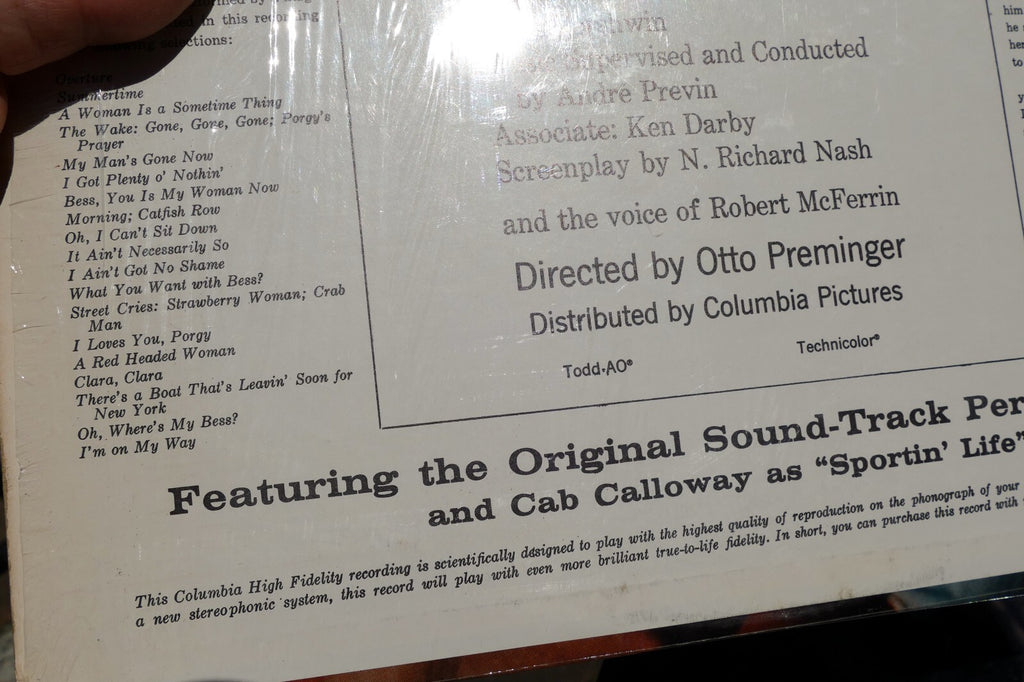 in this recording
selections:
Overture
Summertime
A Woman Is a Sometime Thing
The Wake: Gone, Gone, Gone; Porgy's
Prayer
My Man's Gone Now
I Got Plenty o' Nothin'
Bess, You Is My Woman Now
Morning; Catfish Row
Oh, I Can't Sit Down
It Ain't Necessarily So
I Ain't Got No Shame
What You Want with Bess?
Street Cries: Strawberry Woman; Crab
Man
I Loves You, Porgy
A Red Headed Woman
Clara, Clara
There's a Boat That's Leavin' Soon for
New York
Oh, Where's My Bess?
I'm on My Way
Supervised and Conducted
by Andre Previn
Associate: Ken Darby
Screenplay by N. Richard Nash
and the voice of Robert McFerrin
Directed by Otto Preminger
Distributed by Columbia Pictures
Todd-AO®
Technicolor®
him
he
her
to
Featuring the Original Sound-Track Per
and Cab Calloway as "Sportin' Life"
This Columbia High Fidelity recording is scientifically designed to play with the highest quality of reproduction on the phonograph of your
a new stereophonic system, this record will play with even more brilliant true-to-life fidelity. In short, you can purchase this record with